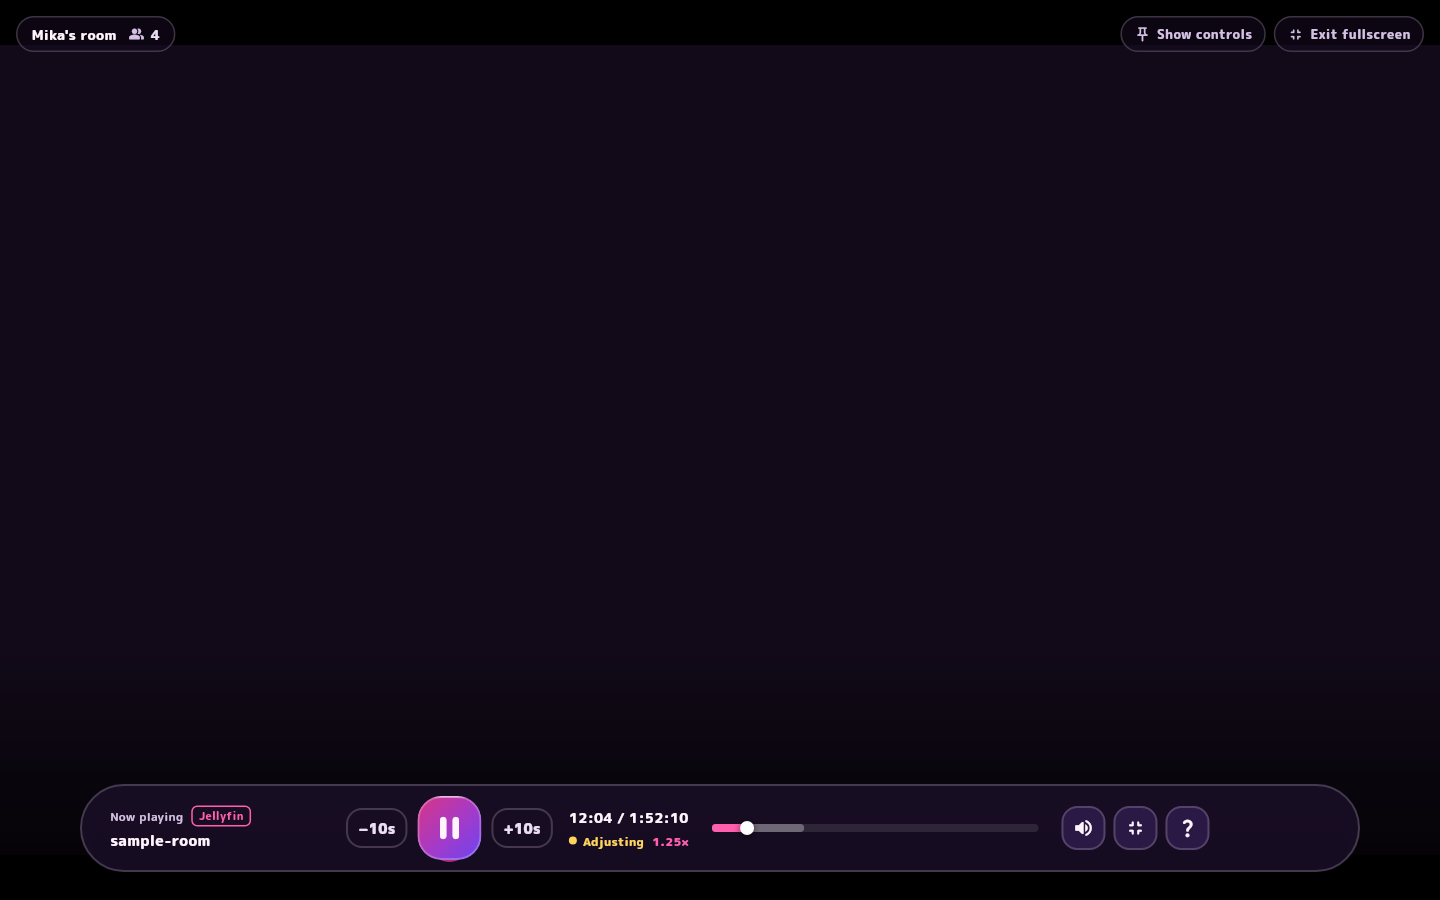 Mika's room 4
Show controls
Exit fullscreen
Now playing Jellyfin
sample-room
−10s
+10s
12:04 / 1:52:10
Adjusting 1.25×
?